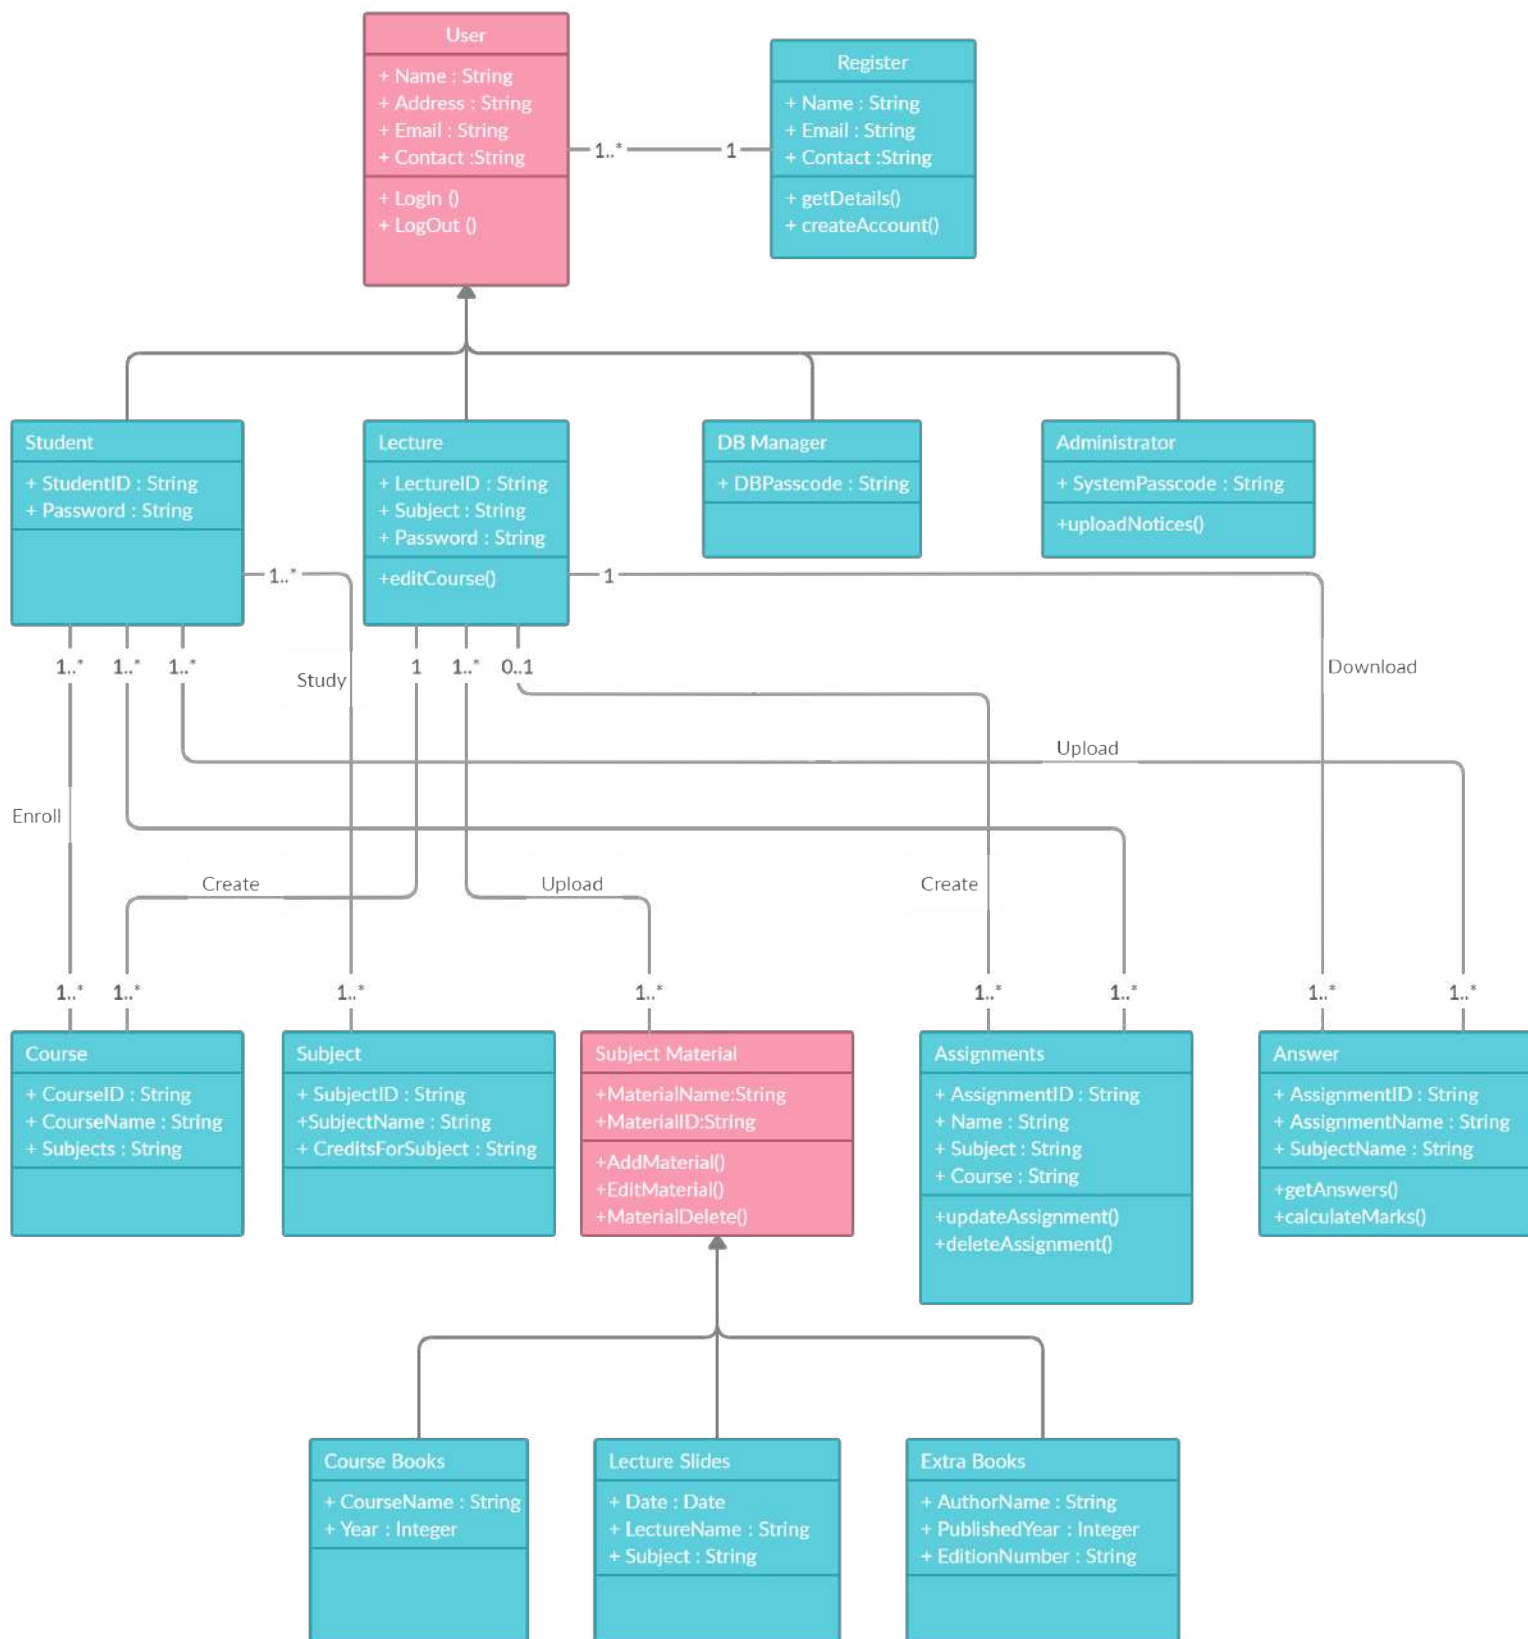 User
+ Name : String
+ Address : String
+ Email : String
+ Contact :String
+ LogIn ()
+ LogOut ()
Register
+ Name : String
+ Email : String
+ Contact :String
+ getDetails()
+ createAccount()
1..*
1
Student
+ StudentID : String
+ Password : String
Lecture
+ LectureID : String
+ Subject : String
+ Password : String
+editCourse()
DB Manager
+ DBPasscode : String
Administrator
+ SystemPasscode : String
+uploadNotices()
1..*
1
1..*
1..*
1..*
Study
1
1..*
0..1
Download
Upload
Enroll
Create
Upload
Create
1..*
1..*
1..*
1..*
1..*
1..*
1..*
1..*
Course
+ CourseID : String
+ CourseName : String
+ Subjects : String
Subject
+ SubjectID : String
+SubjectName : String
+ CreditsForSubject : String
Subject Material
+MaterialName:String
+MaterialID:String
+AddMaterial()
+EditMaterial()
+MaterialDelete()
Assignments
+ AssignmentID : String
+ Name : String
+ Subject : String
+ Course : String
+updateAssignment()
+deleteAssignment()
Answer
+ AssignmentID : String
+ AssignmentName : String
+ SubjectName : String
+getAnswers()
+calculateMarks()
Course Books
+ CourseName : String
+ Year : Integer
Lecture Slides
+ Date : Date
+ LectureName : String
+ Subject : String
Extra Books
+ AuthorName : String
+ PublishedYear : Integer
+ EditionNumber : String